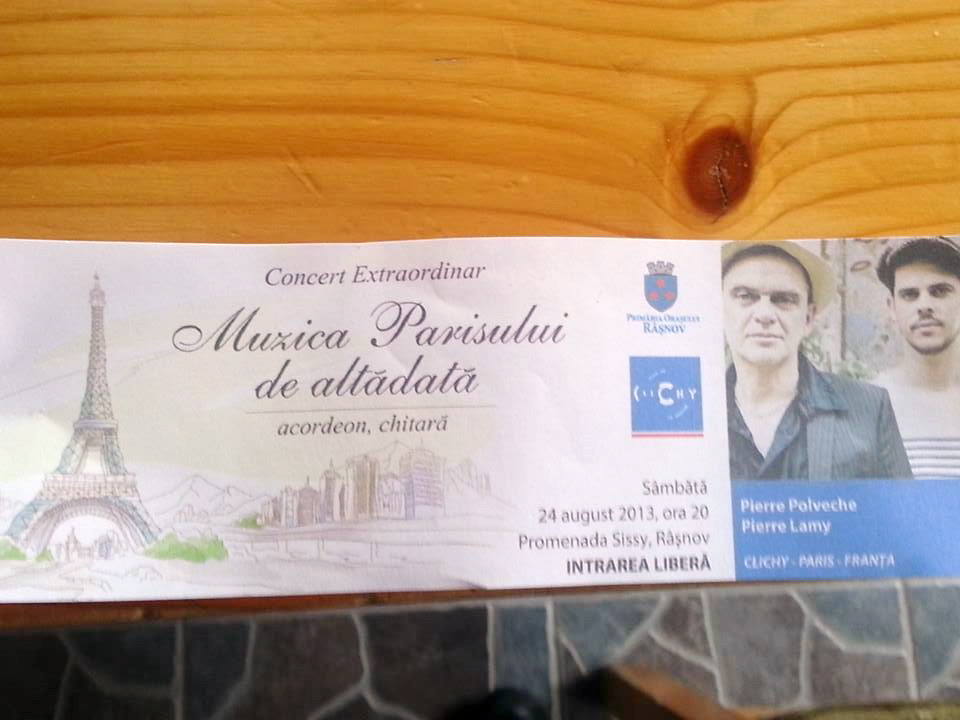 Concert Extraordinar
Muzica Parisului
de altădată
acordeon, chitară
PRIMĂRIA ORAȘULUI
RÂȘNOV
CLICHY
Sâmbătă
24 august 2013, ora 20
Promenada Sissy, Râșnov
INTRAREA LIBERĂ
Pierre Polveche
Pierre Lamy
CLICHY - PARIS - FRANȚA